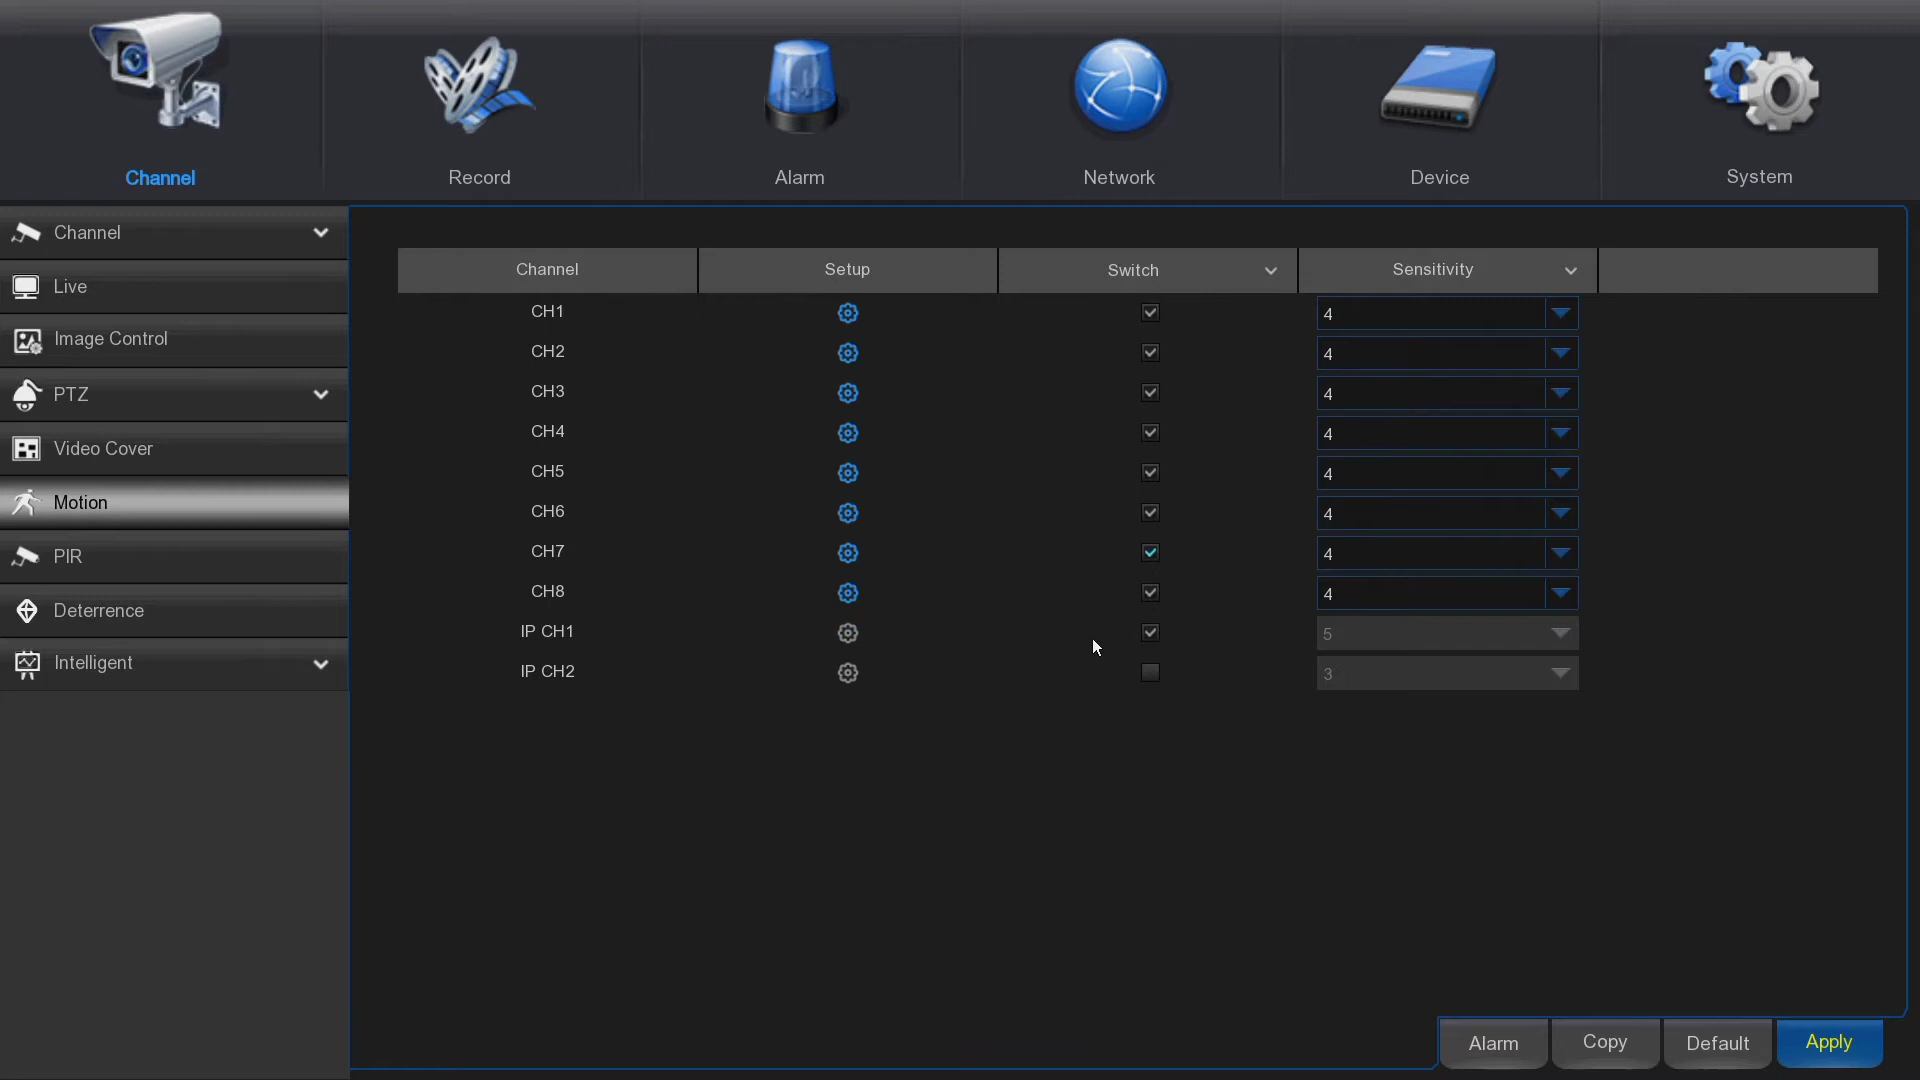 Channel
Record
Alarm
Network
Device
System
Channel
Live
Image Control
PTZ
Video Cover
Motion
PIR
Deterrence
Intelligent
Channel Setup Switch Sensitivity
CH1 4
CH2 4
CH3 4
CH4 4
CH5 4
CH6 4
CH7 4
CH8 4
IP CH1 5
IP CH2 3
Alarm Copy Default Apply